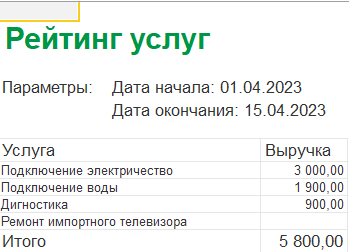 Рейтинг услуг
Параметры: Дата начала: 01.04.2023
Дата окончания: 15.04.2023
Услуга Выручка
Подключение электричество 3 000,00
Подключение воды 1 900,00
Дигностика 900,00
Ремонт импортного телевизора
Итого 5 800,00